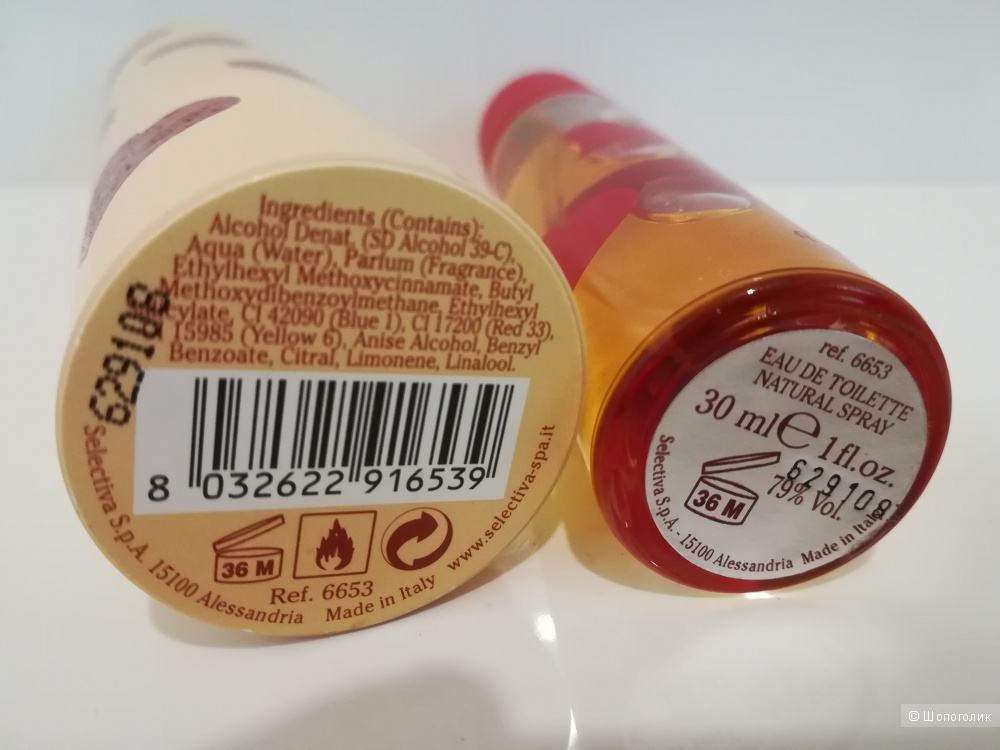 Ingredients (Contains):
Alcohol Denat. (SD Alcohol 39-C),
Aqua (Water), Parfum (Fragrance),
Ethylhexyl Methoxycinnamate, Butyl
Methoxydibenzoylmethane, Ethylhexyl
cylate, CI 42090 (Blue 1), CI 17200 (Red 33),
15985 (Yellow 6), Anise Alcohol, Benzyl
Benzoate, Citral, Limonene, Linalool.
629108
8 032622 916539
36 M
Ref. 6653
Selectiva S.p.A. 15100 Alessandria Made in Italy www.selectiva-spa.it
ref. 6653
EAU DE TOILETTE
NATURAL SPRAY
30 ml e 1 fl.oz.
629108
79% Vol.
36 M
Selectiva S.p.A. - 15100 Alessandria Made in Italy
© Шопоголик